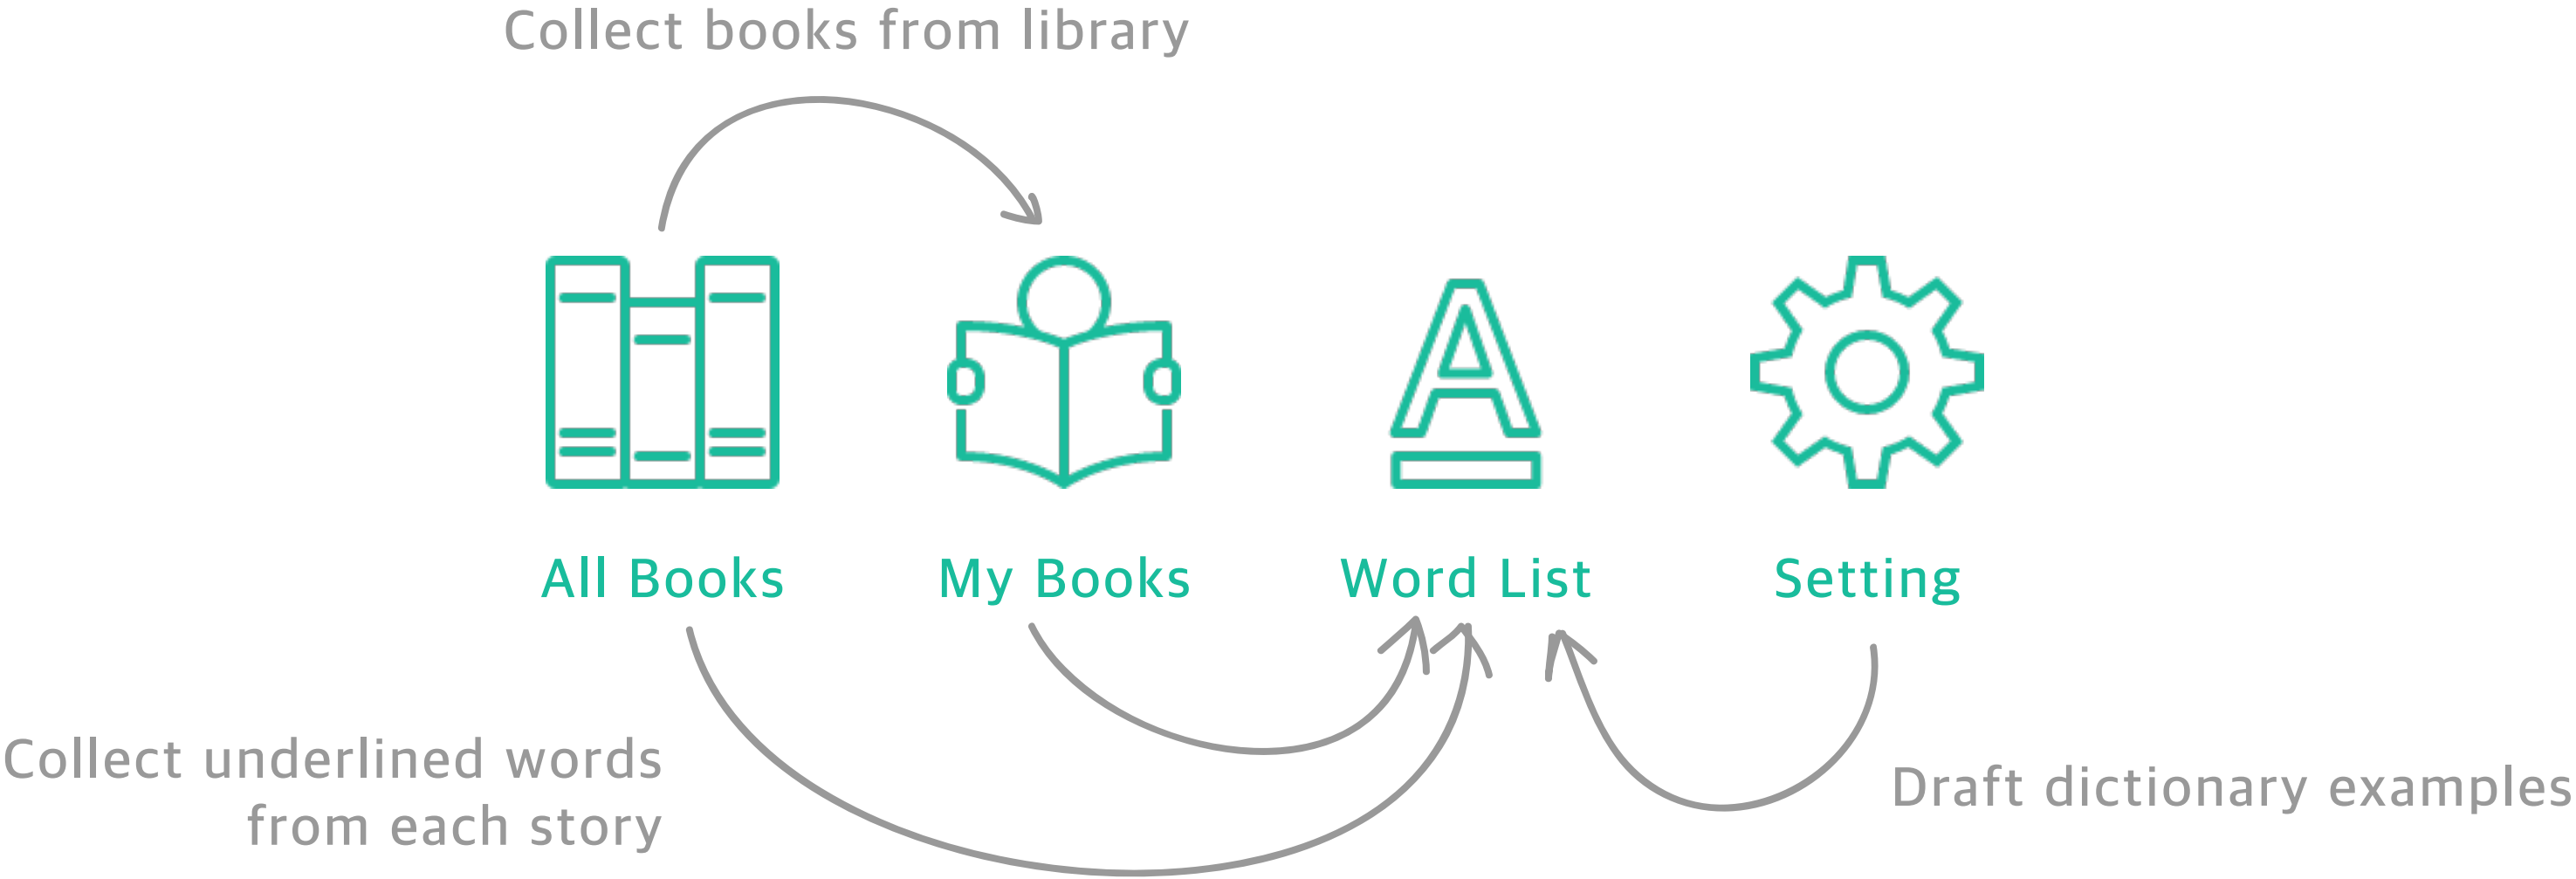 Collect books from library
All Books
My Books
Word List
Setting
Collect underlined words
from each story
Draft dictionary examples